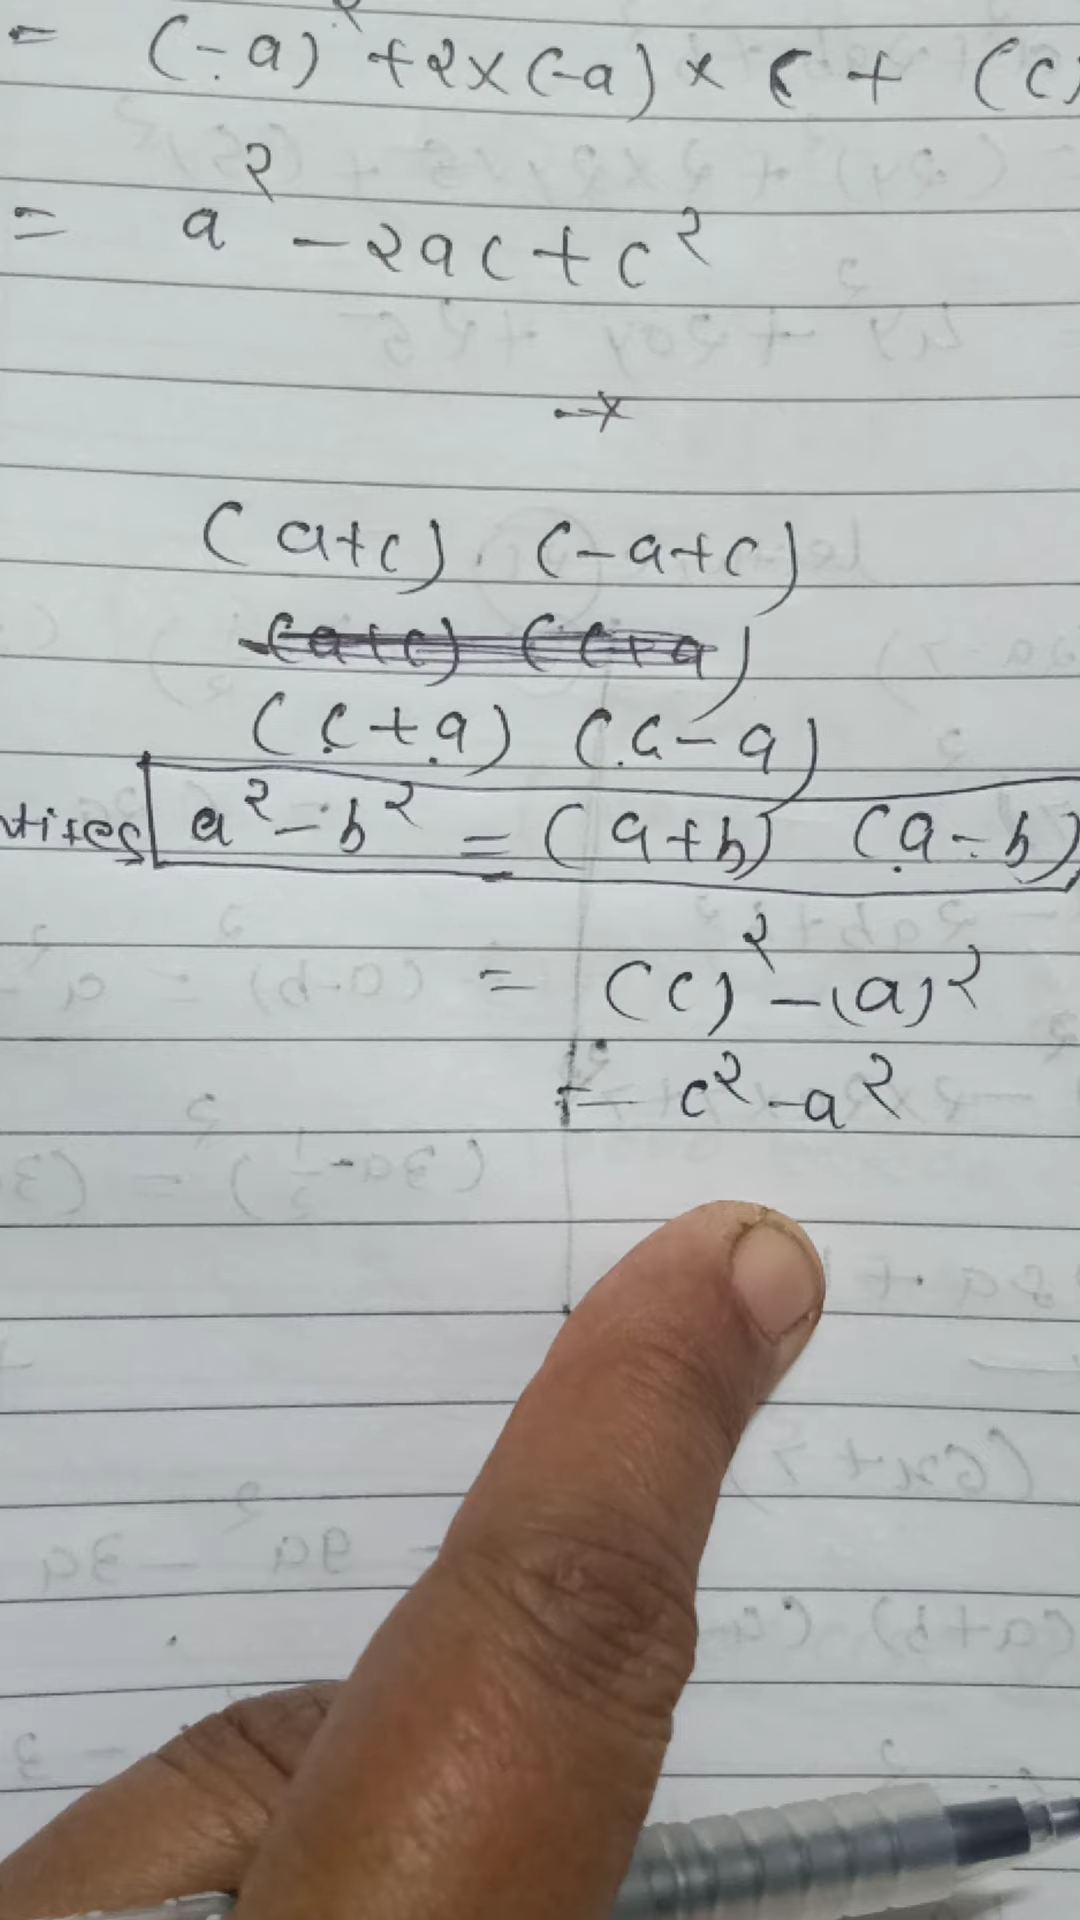 = (-a)² + 2 × (-a) × c + (c)
= a² - 2ac + c²
(a+c) (-a+c)
(a+c) (c+a)
(c+a) (c-a)
a² - b² = (a+b) (a-b)
= (c)² - (a)²
= c² - a²